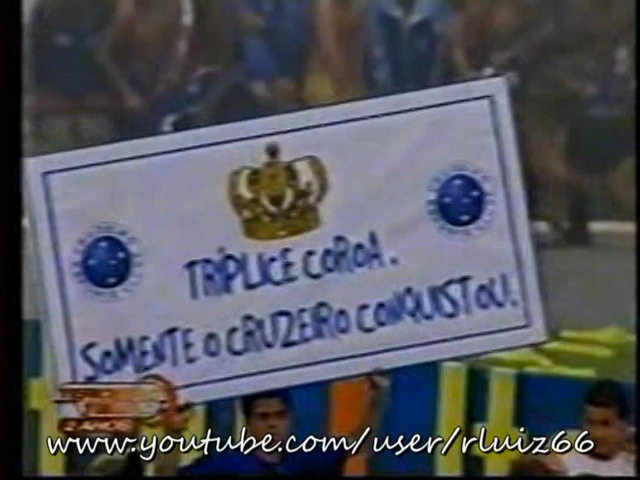 TRÍPLICE COROA.
SOMENTE O CRUZEIRO CONQUISTOU.
www.youtube.com/user/rluiz66